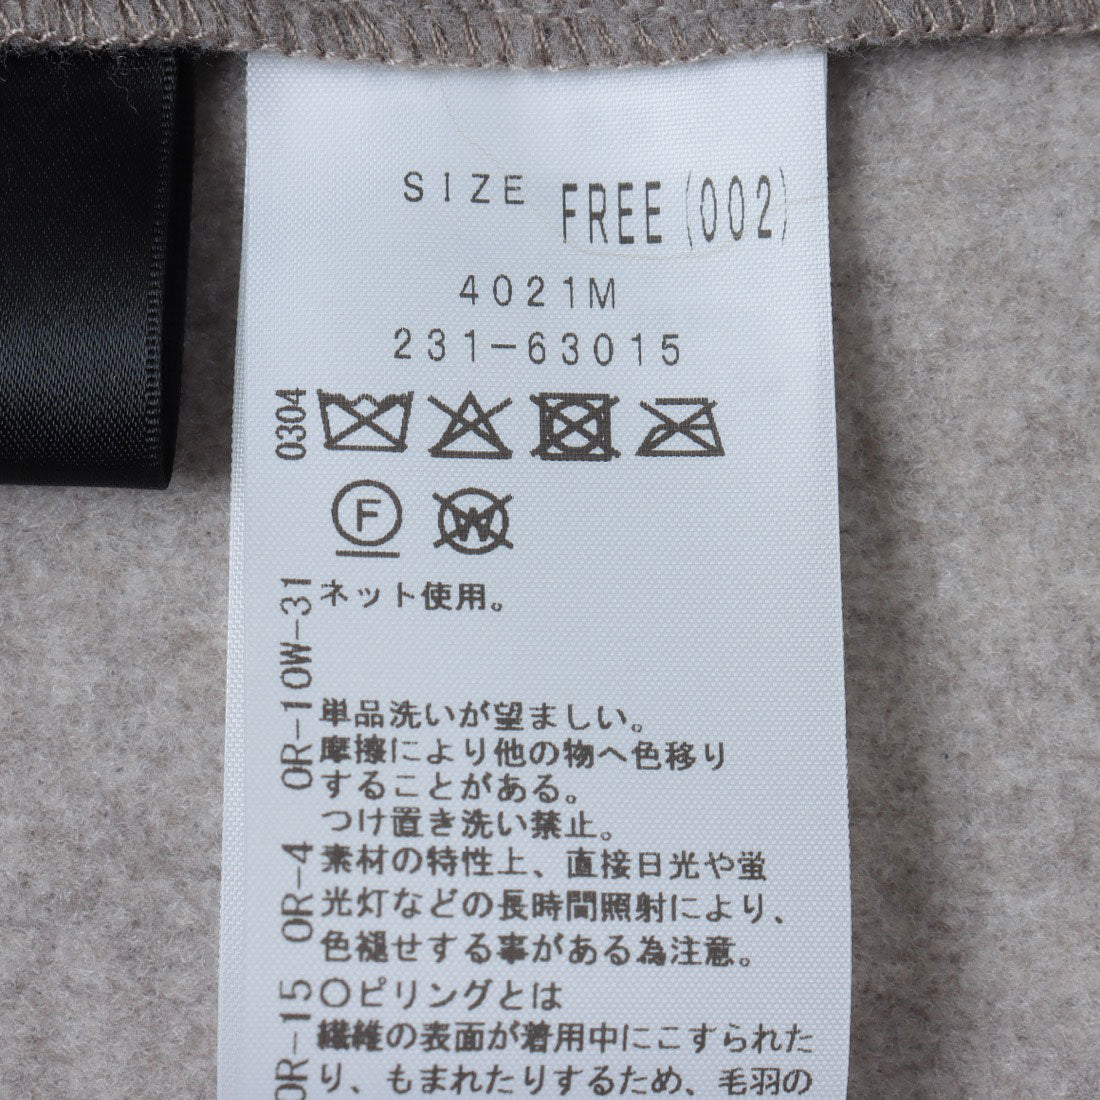 SIZE FREE(002)
4021M
231-63015
0304
F
W
OR-10W-31
ネット使用。
単品洗いが望ましい。
摩擦により他の物へ色移り
することがある。
つけ置き洗い禁止。
OR-4
素材の特性上、直接日光や蛍
光灯などの長時間照射により、
色褪せする事がある為注意。
OR-15
○ピリングとは
繊維の表面が着用中にこすられた
り、もまれたりするため、毛羽の